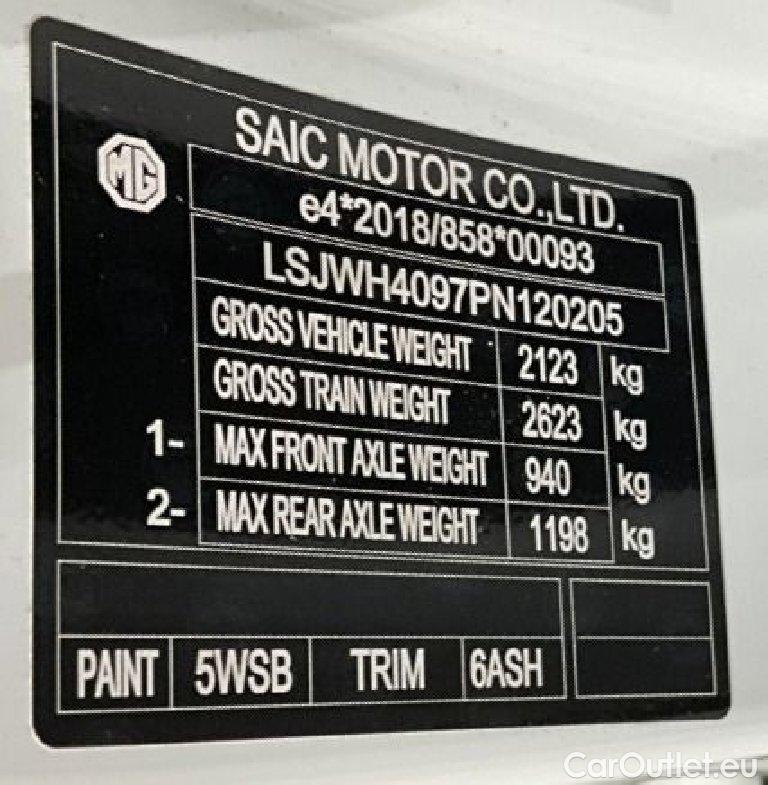 SAIC MOTOR CO.,LTD.
MG
e4*2018/858*00093
LSJWH4097PN120205
GROSS VEHICLE WEIGHT 2123 kg
GROSS TRAIN WEIGHT 2623 kg
1- MAX FRONT AXLE WEIGHT 940 kg
2- MAX REAR AXLE WEIGHT 1198 kg
PAINT 5WSB TRIM 6ASH
CarOutlet.eu